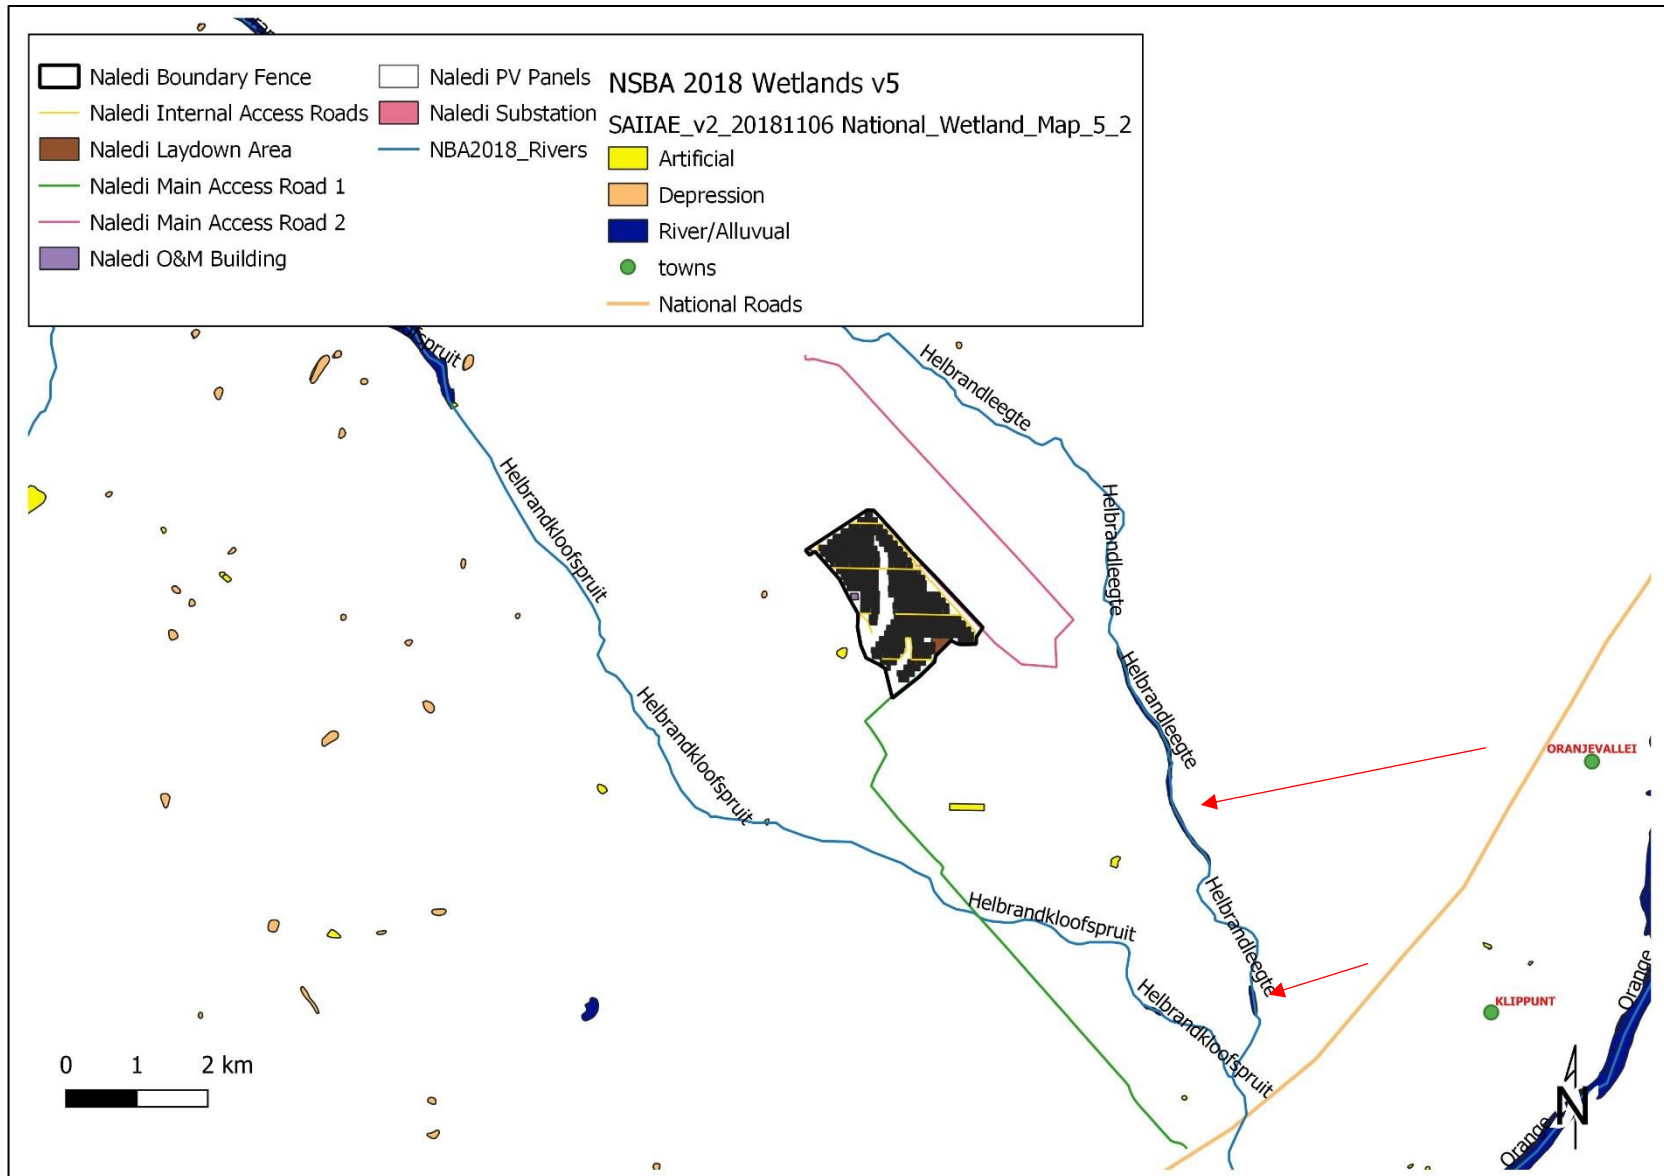 Naledi Boundary Fence
Naledi Internal Access Roads
Naledi Laydown Area
Naledi Main Access Road 1
Naledi Main Access Road 2
Naledi O&M Building
Naledi PV Panels
Naledi Substation
NBA2018_Rivers
NSBA 2018 Wetlands v5
SAIIAE_v2_20181106 National_Wetland_Map_5_2
Artificial
Depression
River/Alluvual
towns
National Roads
fspruit
Helbrandleegte
Helbrandkloofspruit
Helbrandleegte
Helbrandkloofspruit
Helbrandleegte
Helbrandleegte
Helbrandkloofspruit
Helbrandkloofspruit
ORANJEVALLEI
KLIPPUNT
Orange
Orange
0 1 2 km
N